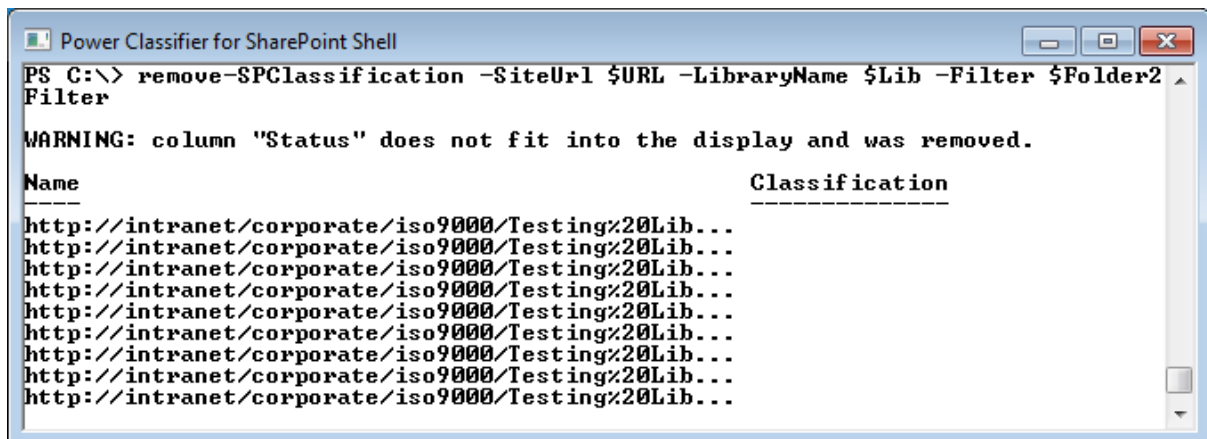 Power Classifier for SharePoint Shell
PS C:\> remove-SPClassification -SiteUrl $URL -LibraryName $Lib -Filter $Folder2
Filter
WARNING: column "Status" does not fit into the display and was removed.
Name Classification
---- --------------
http://intranet/corporate/iso9000/Testing%20Lib...
http://intranet/corporate/iso9000/Testing%20Lib...
http://intranet/corporate/iso9000/Testing%20Lib...
http://intranet/corporate/iso9000/Testing%20Lib...
http://intranet/corporate/iso9000/Testing%20Lib...
http://intranet/corporate/iso9000/Testing%20Lib...
http://intranet/corporate/iso9000/Testing%20Lib...
http://intranet/corporate/iso9000/Testing%20Lib...
http://intranet/corporate/iso9000/Testing%20Lib...